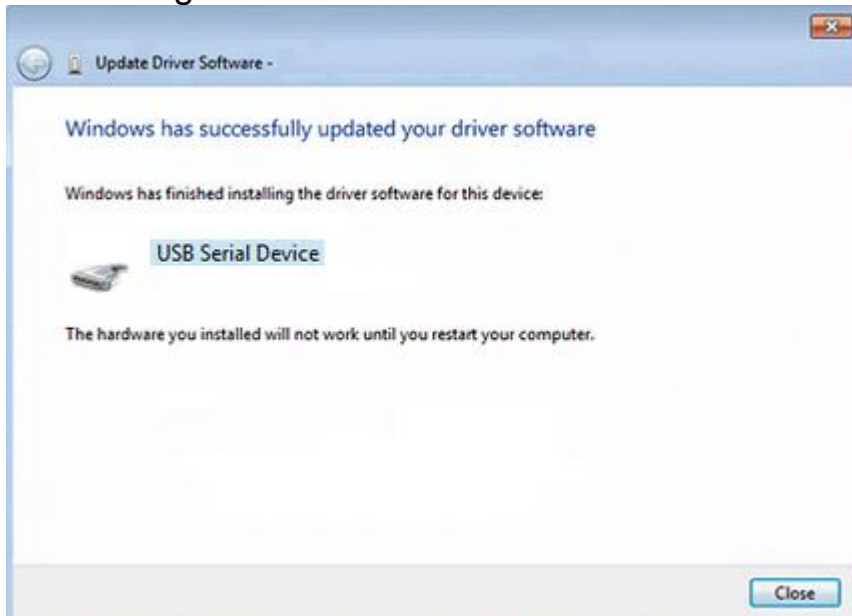 Update Driver Software -
Windows has successfully updated your driver software
Windows has finished installing the driver software for this device:
USB Serial Device
The hardware you installed will not work until you restart your computer.
Close